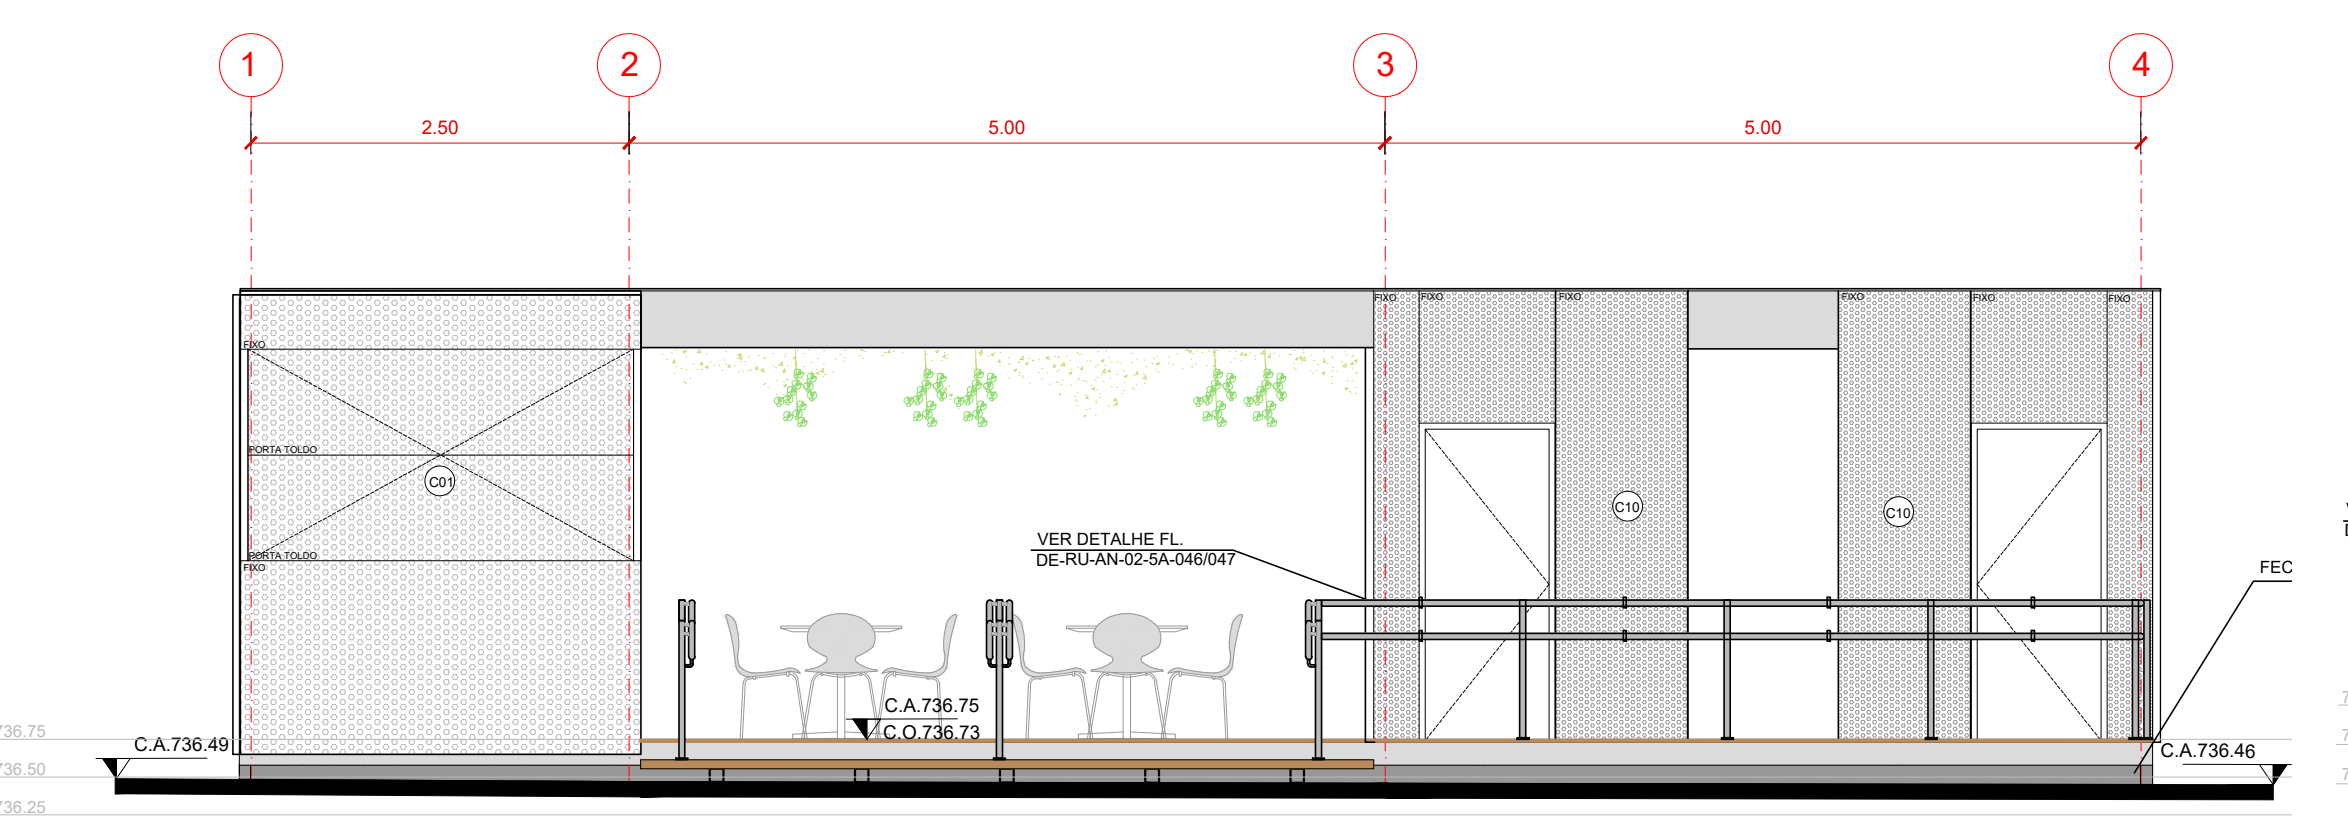 1
2
3
4
2.50
5.00
5.00
FIXO
FIXO
FIXO
FIXO
FIXO
FIXO
FIXO
PORTA TOLDO
C01
C10
C10
VER DETALHE FL.
DE-RU-AN-02-5A-046/047
PORTA TOLDO
FIXO
FEC
C.A.736.75
C.O.736.73
736.75
C.A.736.49
C.A.736.46
736.50
736.25